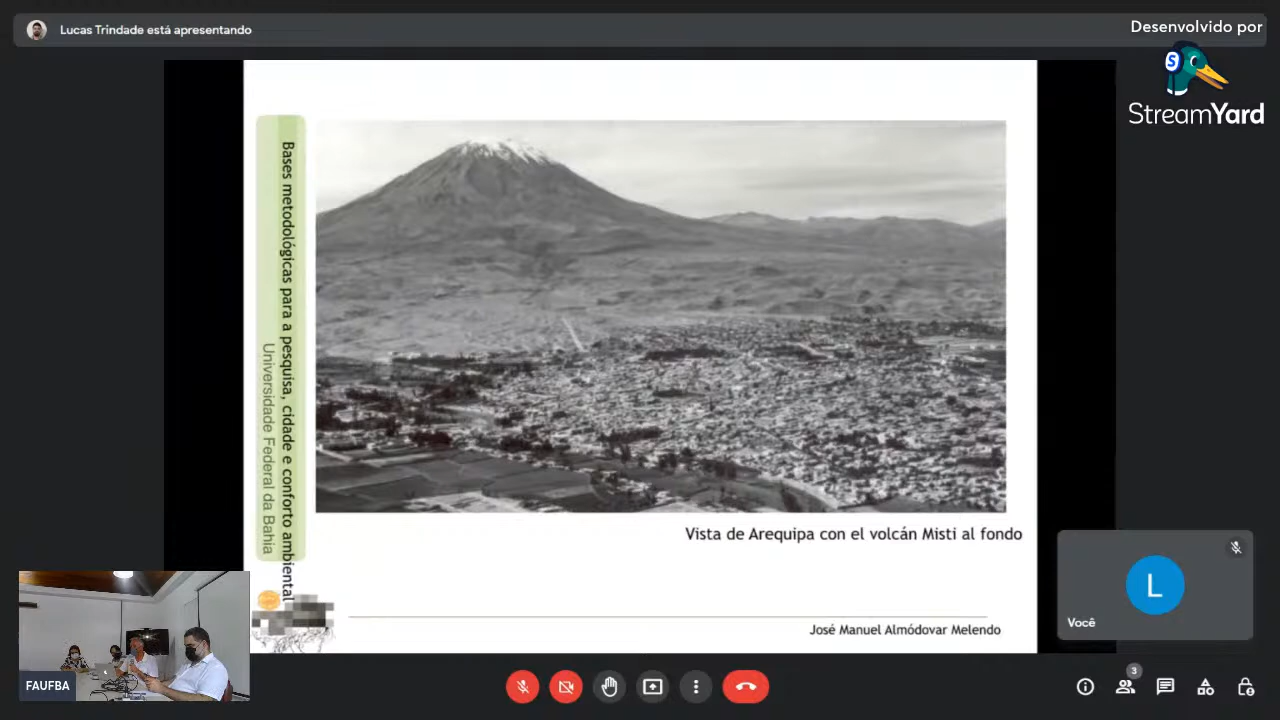 Lucas Trindade está apresentando
Desenvolvido por
StreamYard
Bases metodológicas para a pesquisa, cidade e conforto ambiental
Universidade Federal da Bahia
Vista de Arequipa con el volcán Misti al fondo
José Manuel Almódovar Melendo
FAUFBA
L
Você
3